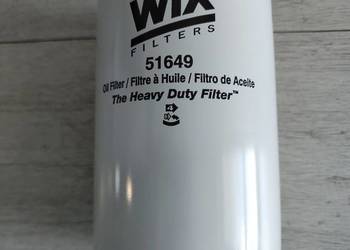 WIX
FILTERS
51649
Oil Filter / Filtre à Huile / Filtro de Aceite
The Heavy Duty Filter™